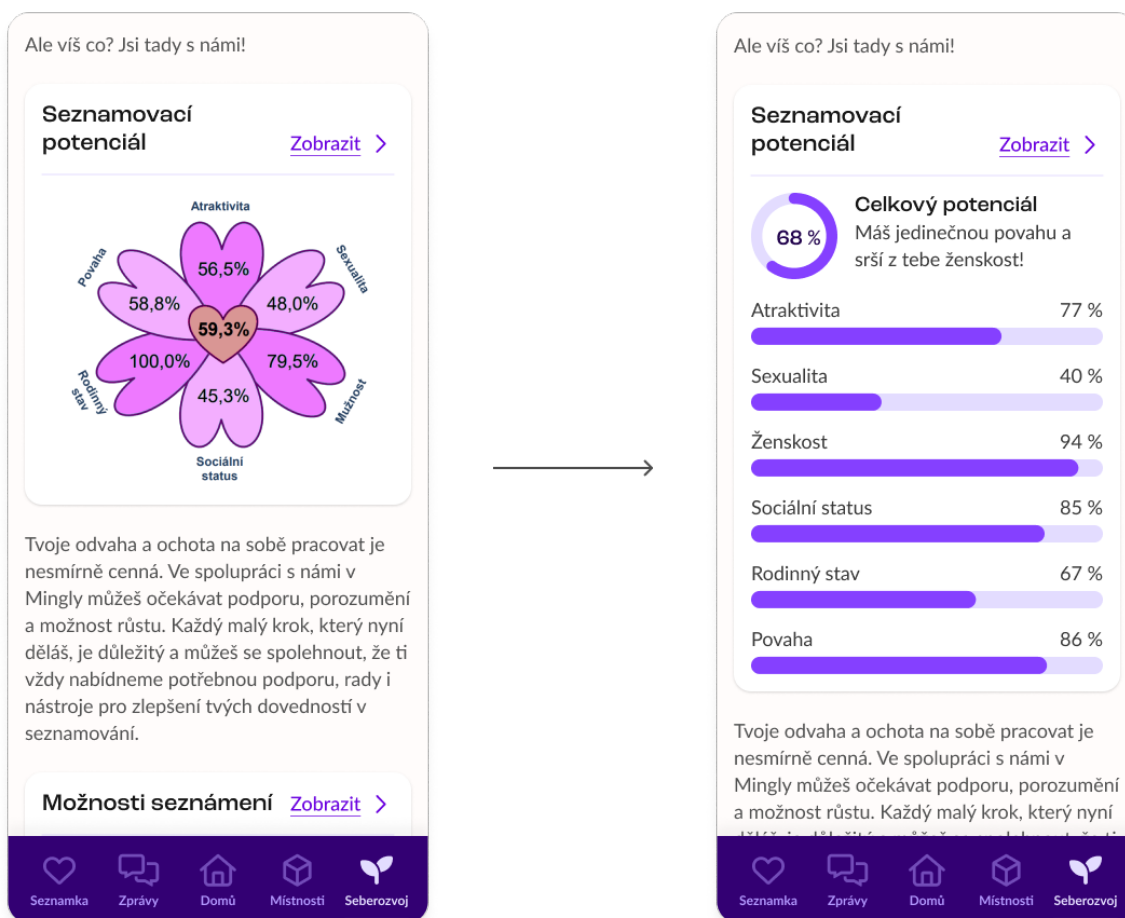 Ale víš co? Jsi tady s námi!
Seznamovací
potenciál
Zobrazit
Atraktivita
Povaha
Sexualita
56,5%
58,8%
48,0%
59,3%
100,0%
79,5%
45,3%
Rodinný
stav
Mužnost
Sociální
status
Tvoje odvaha a ochota na sobě pracovat je
nesmírně cenná. Ve spolupráci s námi v
Mingly můžeš očekávat podporu, porozumění
a možnost růstu. Každý malý krok, který nyní
děláš, je důležitý a můžeš se spolehnout, že ti
vždy nabídneme potřebnou podporu, rady i
nástroje pro zlepšení tvých dovedností v
seznamování.
Možnosti seznámení
Zobrazit
Seznamka
Zprávy
Domů
Místnosti
Seberozvoj
Ale víš co? Jsi tady s námi!
Seznamovací
potenciál
Zobrazit
68 %
Celkový potenciál
Máš jedinečnou povahu a
srší z tebe ženskost!
Atraktivita 77 %
Sexualita 40 %
Ženskost 94 %
Sociální status 85 %
Rodinný stav 67 %
Povaha 86 %
Tvoje odvaha a ochota na sobě pracovat je
nesmírně cenná. Ve spolupráci s námi v
Mingly můžeš očekávat podporu, porozumění
a možnost růstu. Každý malý krok, který nyní
Seznamka
Zprávy
Domů
Místnosti
Seberozvoj